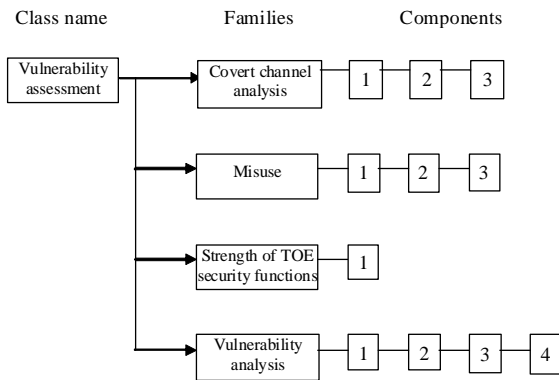 Class name Families Components
Vulnerability
assessment
Covert channel
analysis
1 2 3
Misuse
1 2 3
Strength of TOE
security functions
1
Vulnerability
analysis
1 2 3 4